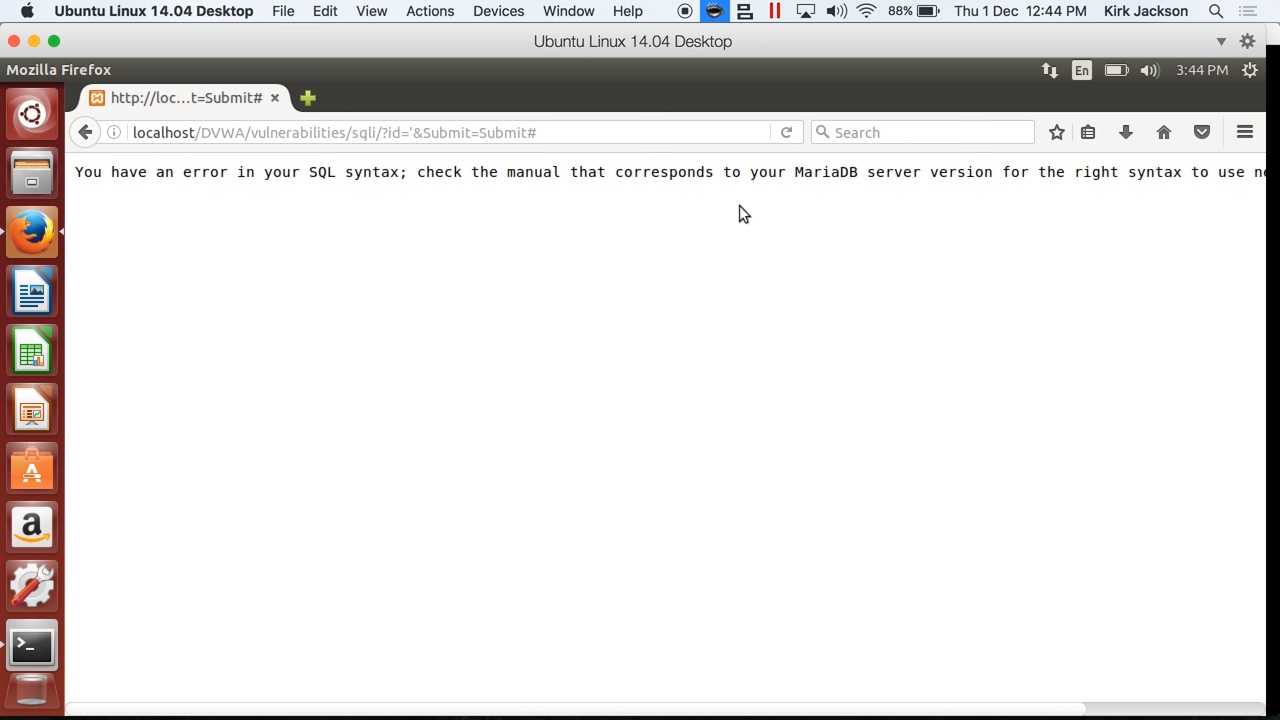 Ubuntu Linux 14.04 Desktop File Edit View Actions Devices Window Help 88% Thu 1 Dec 12:44 PM Kirk Jackson
Ubuntu Linux 14.04 Desktop
Mozilla Firefox En 3:44 PM
http://loc...t=Submit#
localhost/DVWA/vulnerabilities/sqli/?id='&Submit=Submit# Search
You have an error in your SQL syntax; check the manual that corresponds to your MariaDB server version for the right syntax to use ne